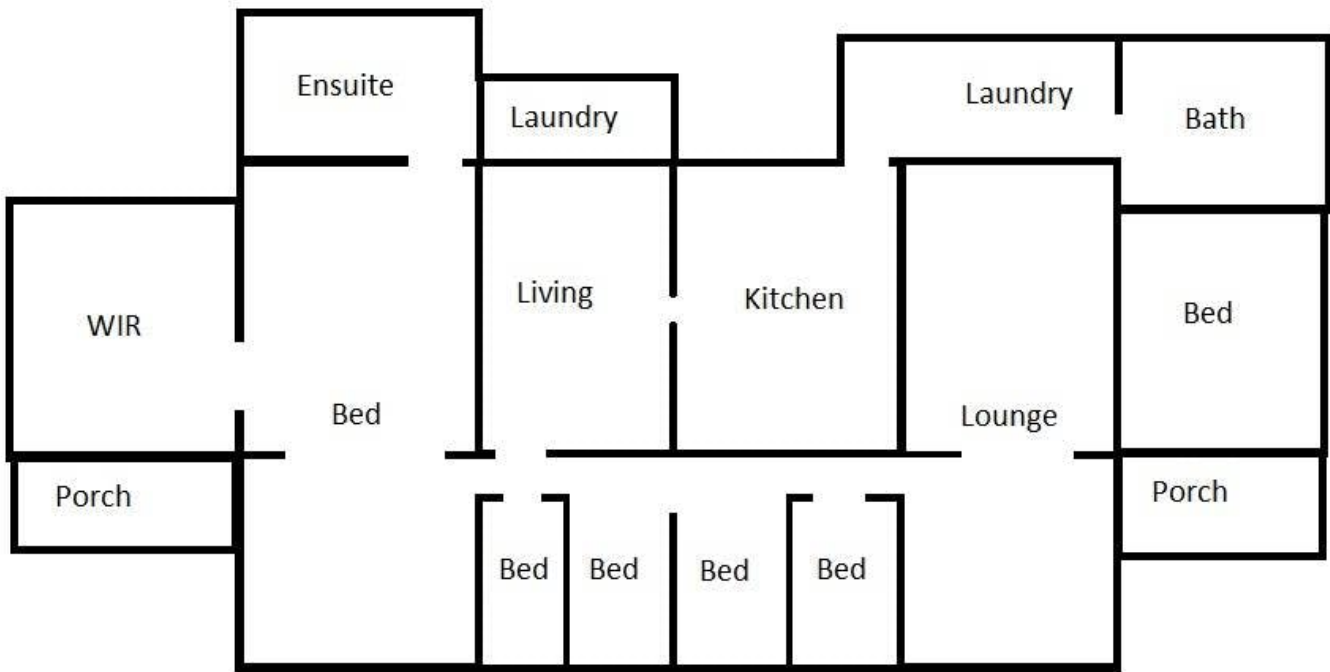 Ensuite
Laundry
Laundry
Bath
WIR
Living
Kitchen
Bed
Bed
Lounge
Porch
Porch
Bed
Bed
Bed
Bed